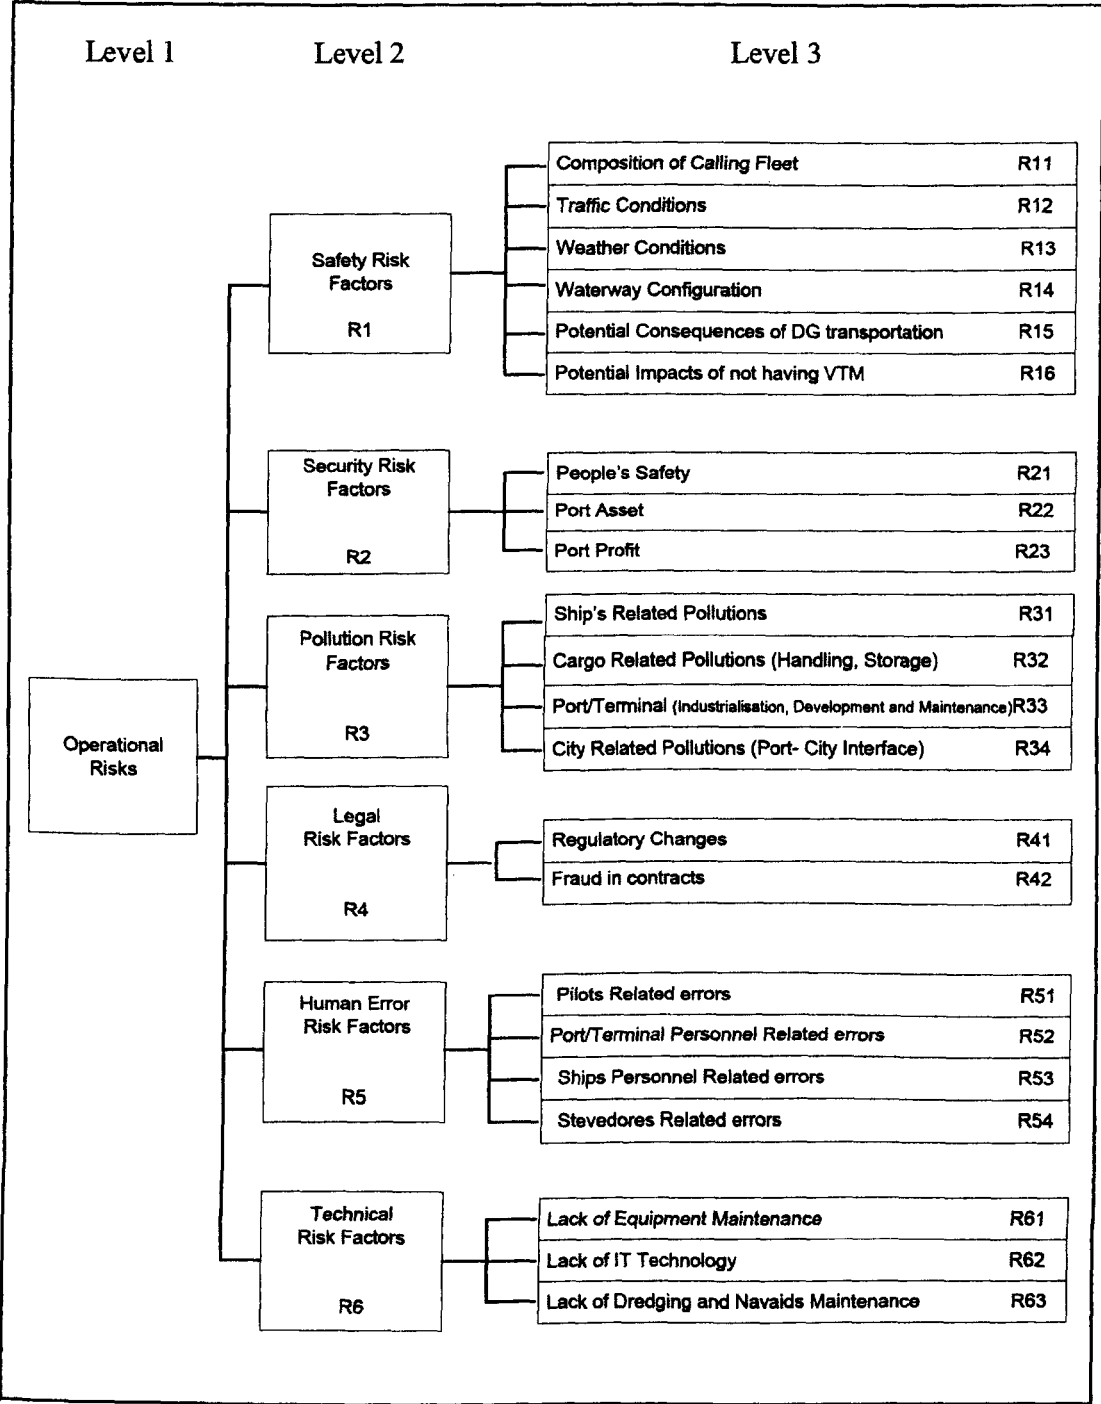 Level 1 Level 2 Level 3
Operational
Risks
Safety Risk
Factors
R1
Composition of Calling Fleet R11
Traffic Conditions R12
Weather Conditions R13
Waterway Configuration R14
Potential Consequences of DG transportation R15
Potential Impacts of not having VTM R16
Security Risk
Factors
R2
People's Safety R21
Port Asset R22
Port Profit R23
Pollution Risk
Factors
R3
Ship's Related Pollutions R31
Cargo Related Pollutions (Handling, Storage) R32
Port/Terminal (Industrialisation, Development and Maintenance)R33
City Related Pollutions (Port- City Interface) R34
Legal
Risk Factors
R4
Regulatory Changes R41
Fraud in contracts R42
Human Error
Risk Factors
R5
Pilots Related errors R51
Port/Terminal Personnel Related errors R52
Ships Personnel Related errors R53
Stevedores Related errors R54
Technical
Risk Factors
R6
Lack of Equipment Maintenance R61
Lack of IT Technology R62
Lack of Dredging and Navaids Maintenance R63